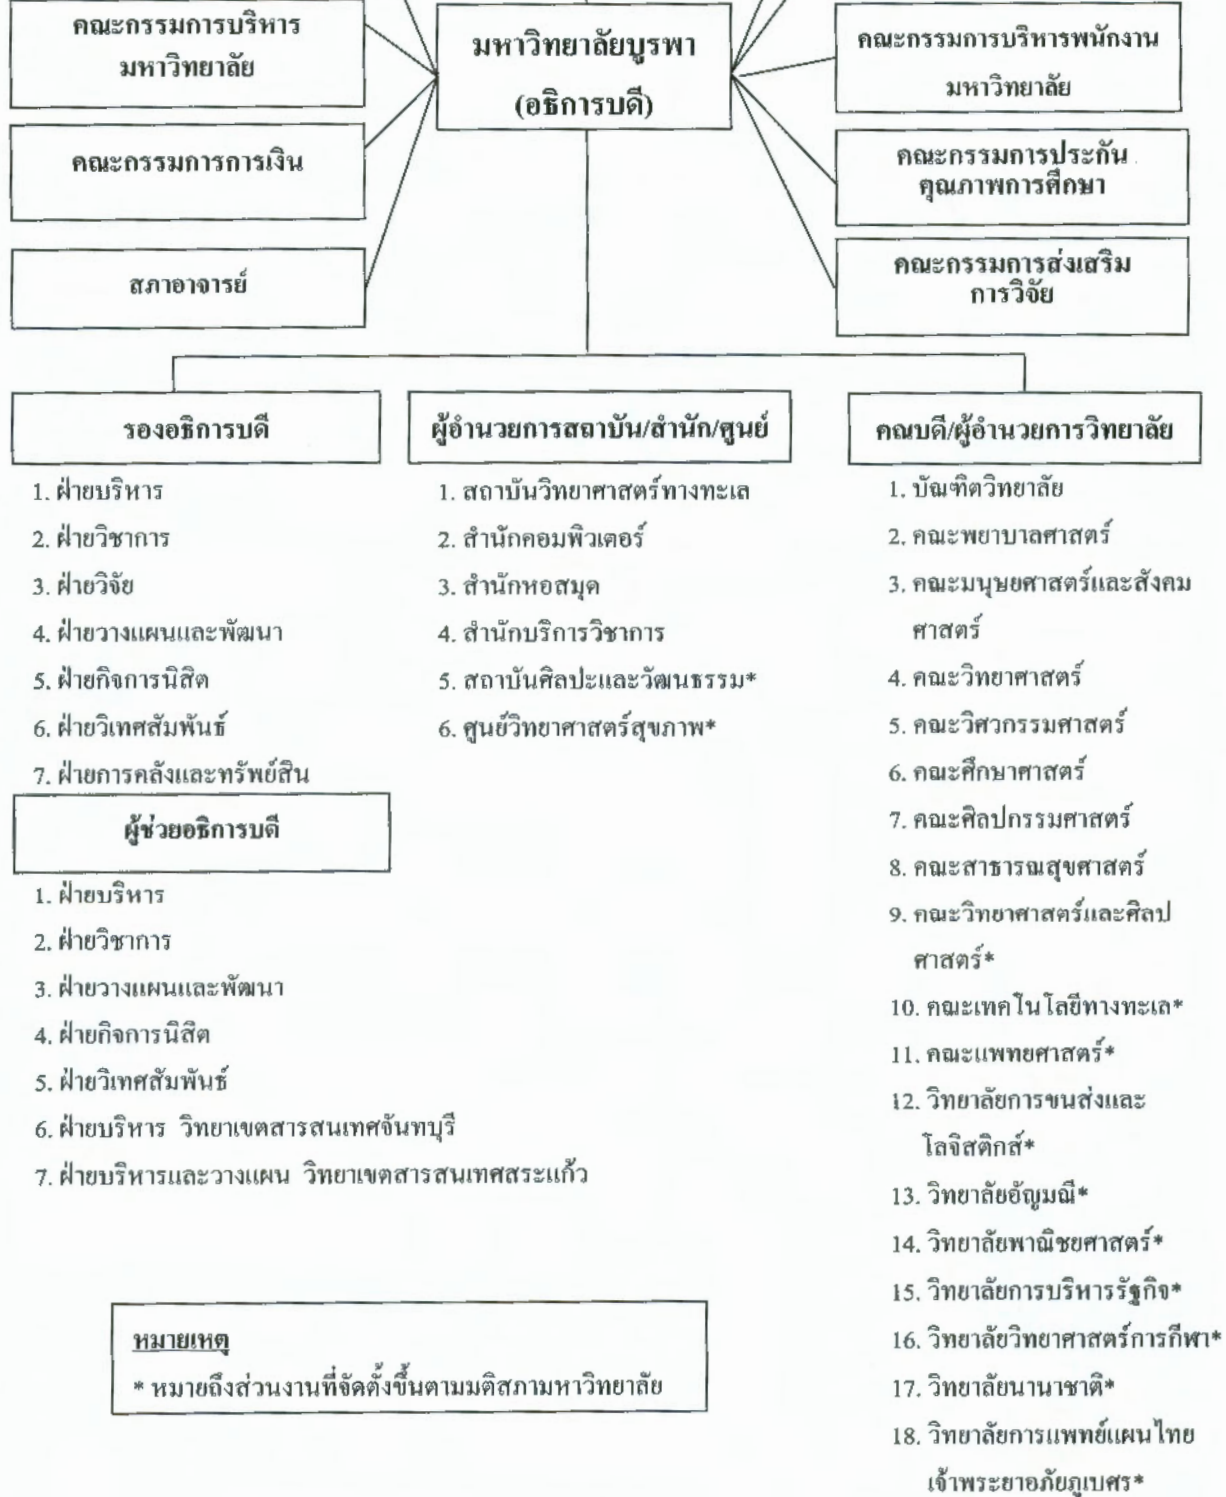 คณะกรรมการบริหาร
มหาวิทยาลัย
มหาวิทยาลัยบูรพา
(อธิการบดี)
คณะกรรมการบริหารพนักงาน
มหาวิทยาลัย
คณะกรรมการการเงิน
คณะกรรมการประกัน
คุณภาพการศึกษา
สภาอาจารย์
คณะกรรมการส่งเสริม
การวิจัย
รองอธิการบดี
1. ฝ่ายบริหาร
2. ฝ่ายวิชาการ
3. ฝ่ายวิจัย
4. ฝ่ายวางแผนและพัฒนา
5. ฝ่ายกิจการนิสิต
6. ฝ่ายวิเทศสัมพันธ์
7. ฝ่ายการคลังและทรัพย์สิน
ผู้ช่วยอธิการบดี
1. ฝ่ายบริหาร
2. ฝ่ายวิชาการ
3. ฝ่ายวางแผนและพัฒนา
4. ฝ่ายกิจการนิสิต
5. ฝ่ายวิเทศสัมพันธ์
6. ฝ่ายบริหาร วิทยาเขตสารสนเทศจันทบุรี
7. ฝ่ายบริหารและวางแผน วิทยาเขตสารสนเทศสระแก้ว
ผู้อำนวยการสถาบัน/สำนัก/ศูนย์
1. สถาบันวิทยาศาสตร์ทางทะเล
2. สำนักคอมพิวเตอร์
3. สำนักหอสมุด
4. สำนักบริการวิชาการ
5. สถาบันศิลปะและวัฒนธรรม*
6. ศูนย์วิทยาศาสตร์สุขภาพ*
คณบดี/ผู้อำนวยการวิทยาลัย
1. บัณฑิตวิทยาลัย
2. คณะพยาบาลศาสตร์
3. คณะมนุษยศาสตร์และสังคม
ศาสตร์
4. คณะวิทยาศาสตร์
5. คณะวิศวกรรมศาสตร์
6. คณะศึกษาศาสตร์
7. คณะศิลปกรรมศาสตร์
8. คณะสาธารณสุขศาสตร์
9. คณะวิทยาศาสตร์และศิลป
ศาสตร์*
10. คณะเทคโนโลยีทางทะเล*
11. คณะแพทยศาสตร์*
12. วิทยาลัยการขนส่งและ
โลจิสติกส์*
13. วิทยาลัยอัญมณี*
14. วิทยาลัยพาณิชยศาสตร์*
15. วิทยาลัยการบริหารรัฐกิจ*
16. วิทยาลัยวิทยาศาสตร์การกีฬา*
17. วิทยาลัยนานาชาติ*
18. วิทยาลัยการแพทย์แผนไทย
เจ้าพระยาอภัยภูเบศร*
หมายเหตุ
* หมายถึงส่วนงานที่จัดตั้งขึ้นตามมติสภามหาวิทยาลัย